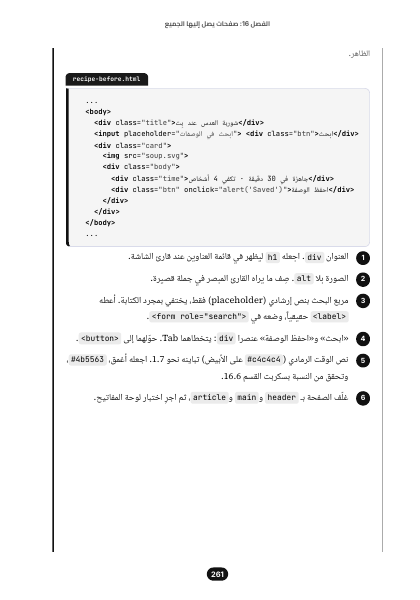 الفصل 16: صفحات يصل إليها الجميع
الظاهر.
recipe-before.html
...
<body>
<div class="title">شوربة العدس عند بث</div>
<input placeholder="ابحث في الوصفات"> <div class="btn">ابحث</div>
<div class="card">
<img src="soup.svg">
<div class="body">
<div class="time">جاهزة في 30 دقيقة · تكفي 4 أشخاص</div>
<div class="btn" onclick="alert('Saved')">احفظ الوصفة</div>
</div>
</div>
</body>
...
1 العنوان div. اجعله h1 ليظهر في قائمة العناوين عند قارئ الشاشة.
2 الصورة بلا alt. صِف ما يراه القارئ المبصر في جملة قصيرة.
3 مربع البحث بنص إرشادي (placeholder) فقط، يختفي بمجرد الكتابة. أعطه
<label> حقيقياً، وضعه في <form role="search">.
4 «ابحث» و«احفظ الوصفة» عنصرا div: يتخطاهما Tab. حوّلهما إلى <button>.
5 نص الوقت الرمادي (#c4c4c4 على الأبيض) تباينه نحو 1.7. اجعله أغمق، #4b5563،
وتحقق من النسبة بسكربت القسم 16.6.
6 غلّف الصفحة بـ header و main و article، ثم اجرِ اختبار لوحة المفاتيح.
261